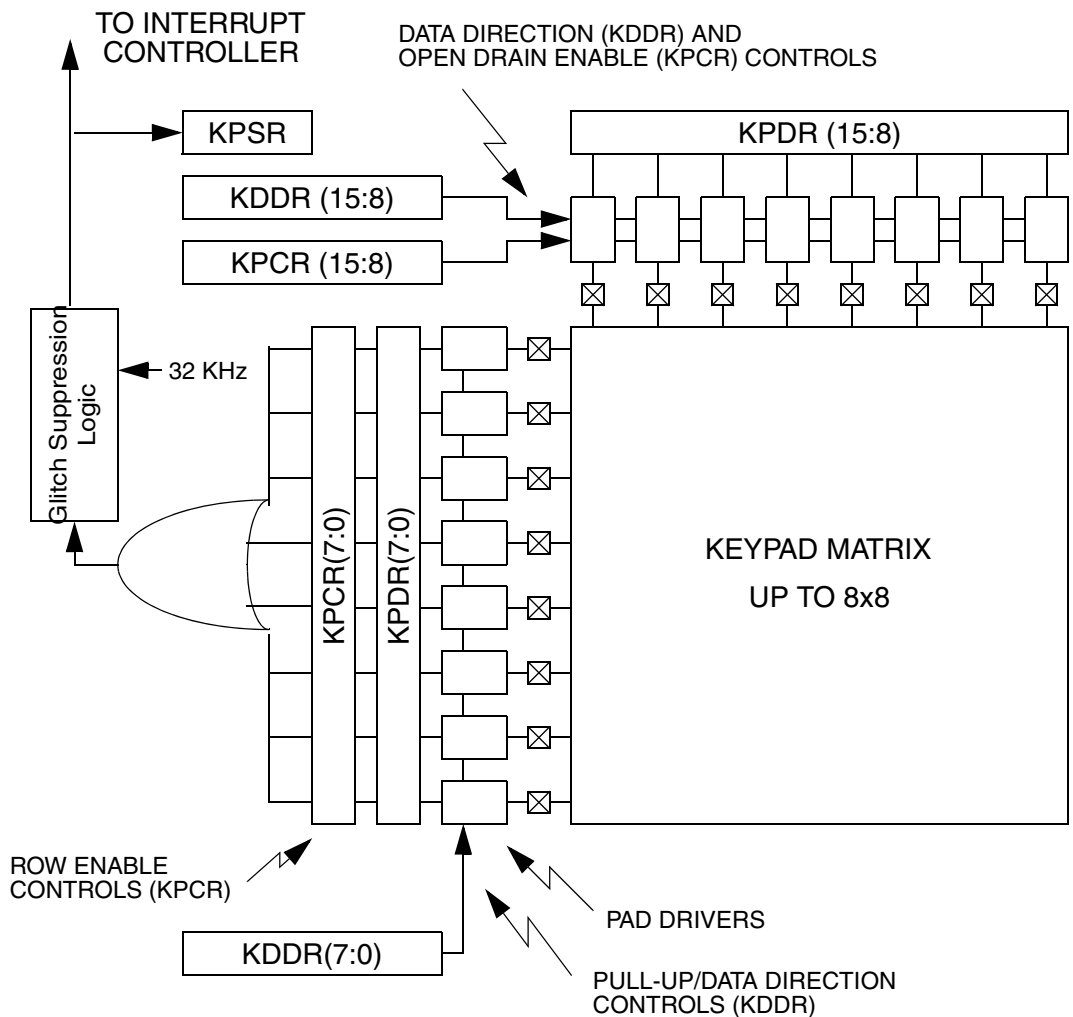 TO INTERRUPT
CONTROLLER
DATA DIRECTION (KDDR) AND
OPEN DRAIN ENABLE (KPCR) CONTROLS
KPSR
KPDR (15:8)
KDDR (15:8)
KPCR (15:8)
Glitch Suppression
Logic
32 KHz
KPCR(7:0)
KPDR(7:0)
KEYPAD MATRIX
UP TO 8x8
ROW ENABLE
CONTROLS (KPCR)
PAD DRIVERS
KDDR(7:0)
PULL-UP/DATA DIRECTION
CONTROLS (KDDR)